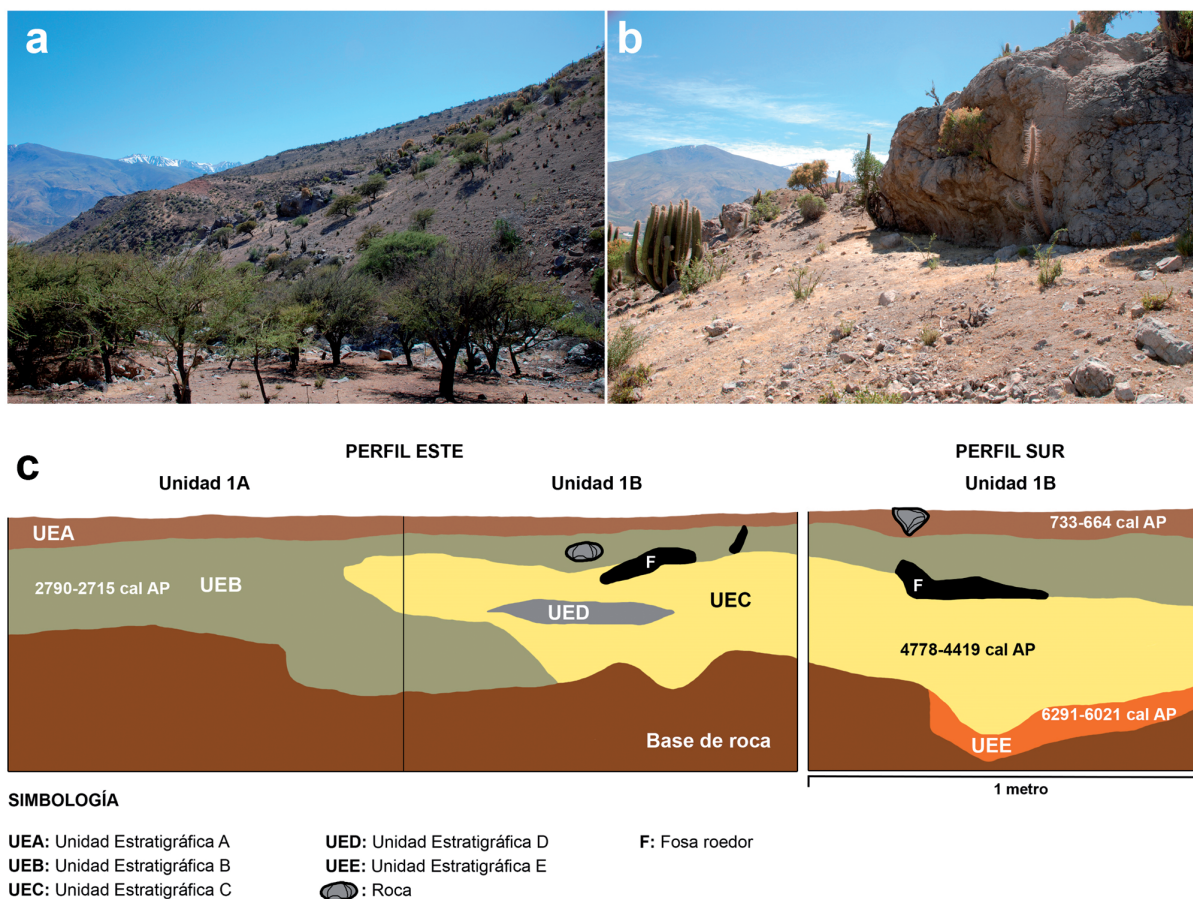 a
b
c
PERFIL ESTE
PERFIL SUR
Unidad 1A
Unidad 1B
Unidad 1B
UEA
733-664 cal AP
F
2790-2715 cal AP
UEB
UEC
F
UED
4778-4419 cal AP
6291-6021 cal AP
Base de roca
UEE
1 metro
SIMBOLOGÍA
UEA: Unidad Estratigráfica A
UED: Unidad Estratigráfica D
F: Fosa roedor
UEB: Unidad Estratigráfica B
UEE: Unidad Estratigráfica E
UEC: Unidad Estratigráfica C
: Roca